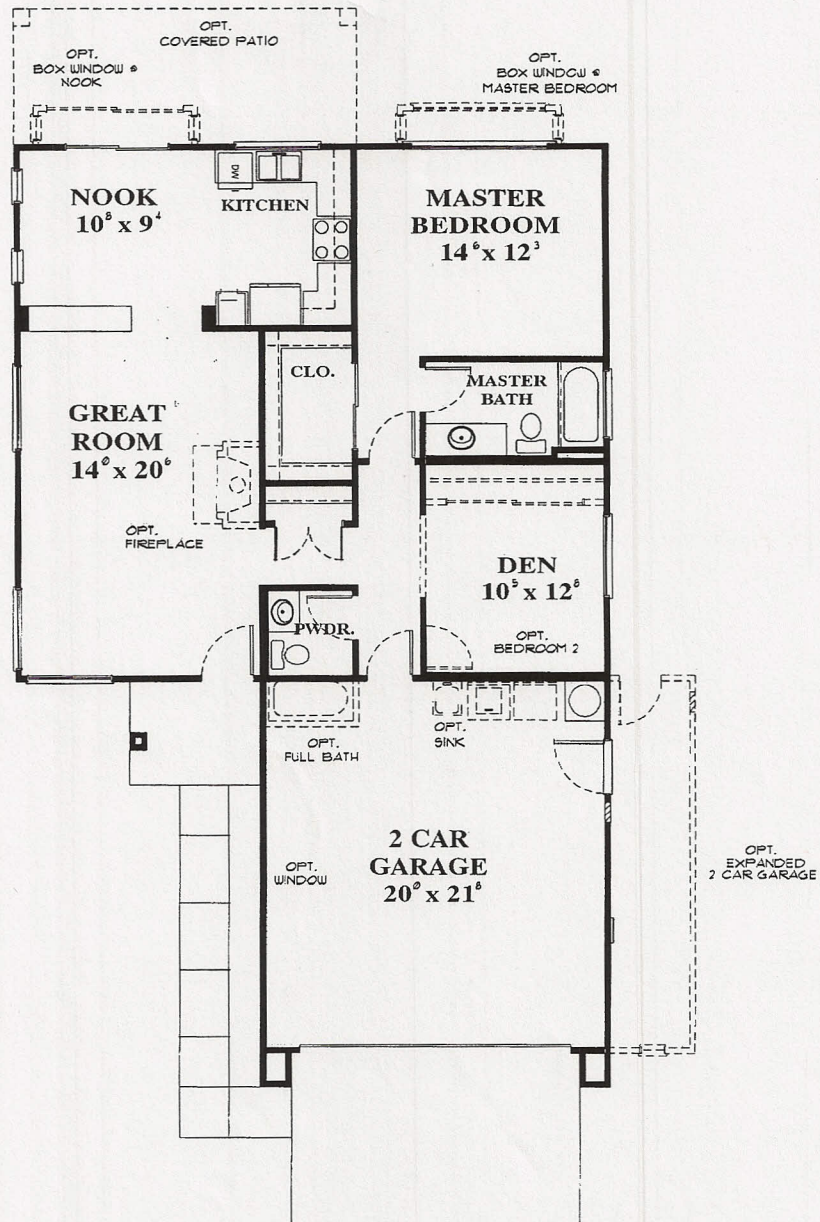 OPT.
COVERED PATIO
OPT.
BOX WINDOW @
NOOK
OPT.
BOX WINDOW @
MASTER BEDROOM
NOOK
10⁸ x 9⁴
DW
KITCHEN
MASTER
BEDROOM
14⁶ x 12³
CLO.
MASTER
BATH
GREAT
ROOM
14⁰ x 20⁶
OPT.
FIREPLACE
DEN
10⁵ x 12⁸
OPT.
BEDROOM 2
PWDR.
OPT.
FULL BATH
OPT.
SINK
2 CAR
GARAGE
20⁰ x 21⁸
OPT.
WINDOW
OPT.
EXPANDED
2 CAR GARAGE